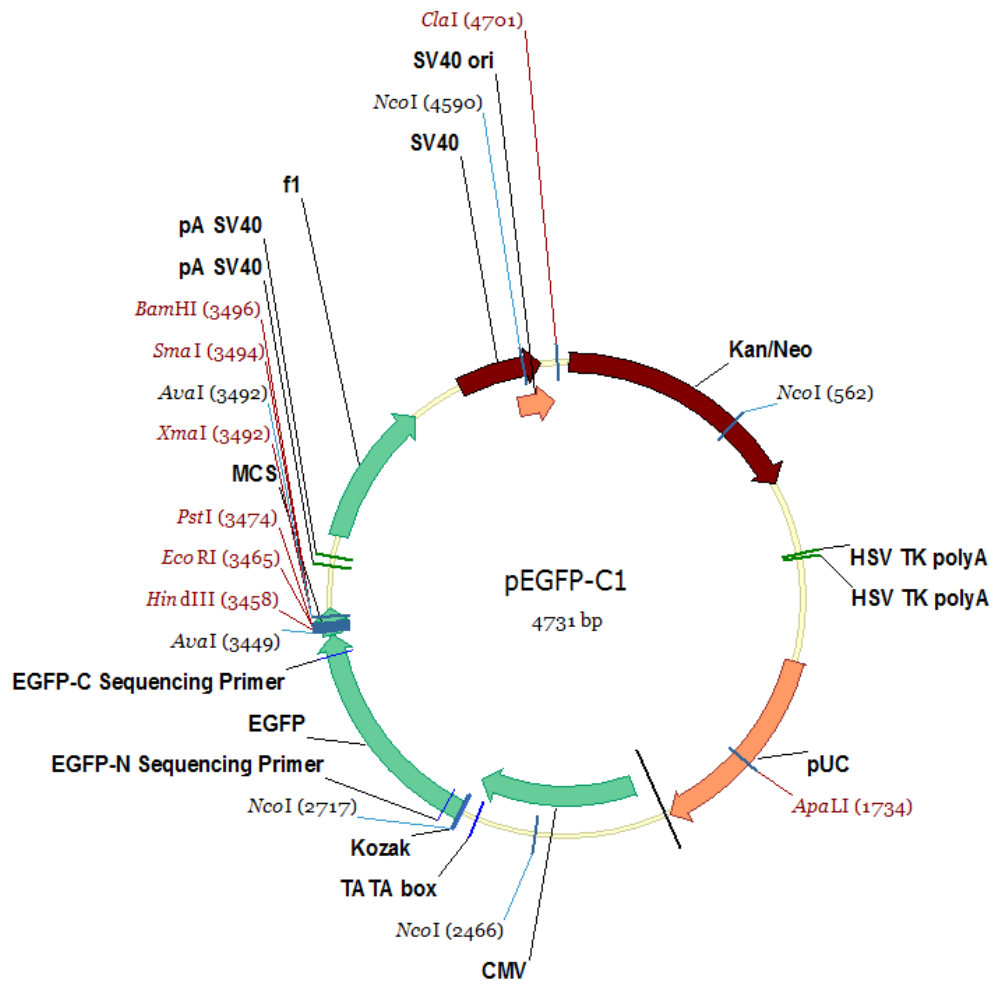 ClaI (4701)
SV40 ori
NcoI (4590)
SV40
f1
pA SV40
pA SV40
BamHI (3496)
SmaI (3494)
AvaI (3492)
XmaI (3492)
MCS
PstI (3474)
EcoRI (3465)
HindIII (3458)
AvaI (3449)
EGFP-C Sequencing Primer
EGFP
EGFP-N Sequencing Primer
NcoI (2717)
Kozak
TATA box
NcoI (2466)
CMV
Kan/Neo
NcoI (562)
HSV TK polyA
HSV TK polyA
pUC
ApaLI (1734)
pEGFP-C1
4731 bp